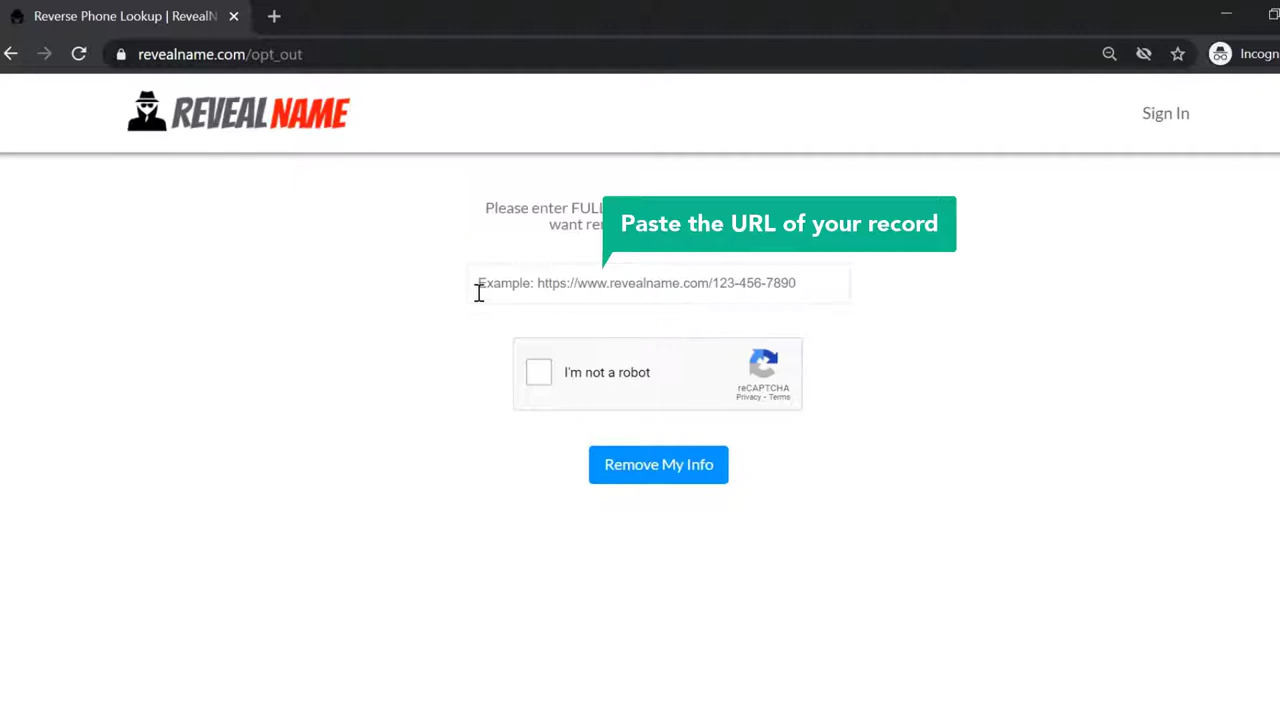 Reverse Phone Lookup | RevealN
revealname.com/opt_out
Incogn
REVEAL NAME
Sign In
Please enter FULL
want re
Paste the URL of your record
Example: https://www.revealname.com/123-456-7890
I'm not a robot
reCAPTCHA
Privacy - Terms
Remove My Info